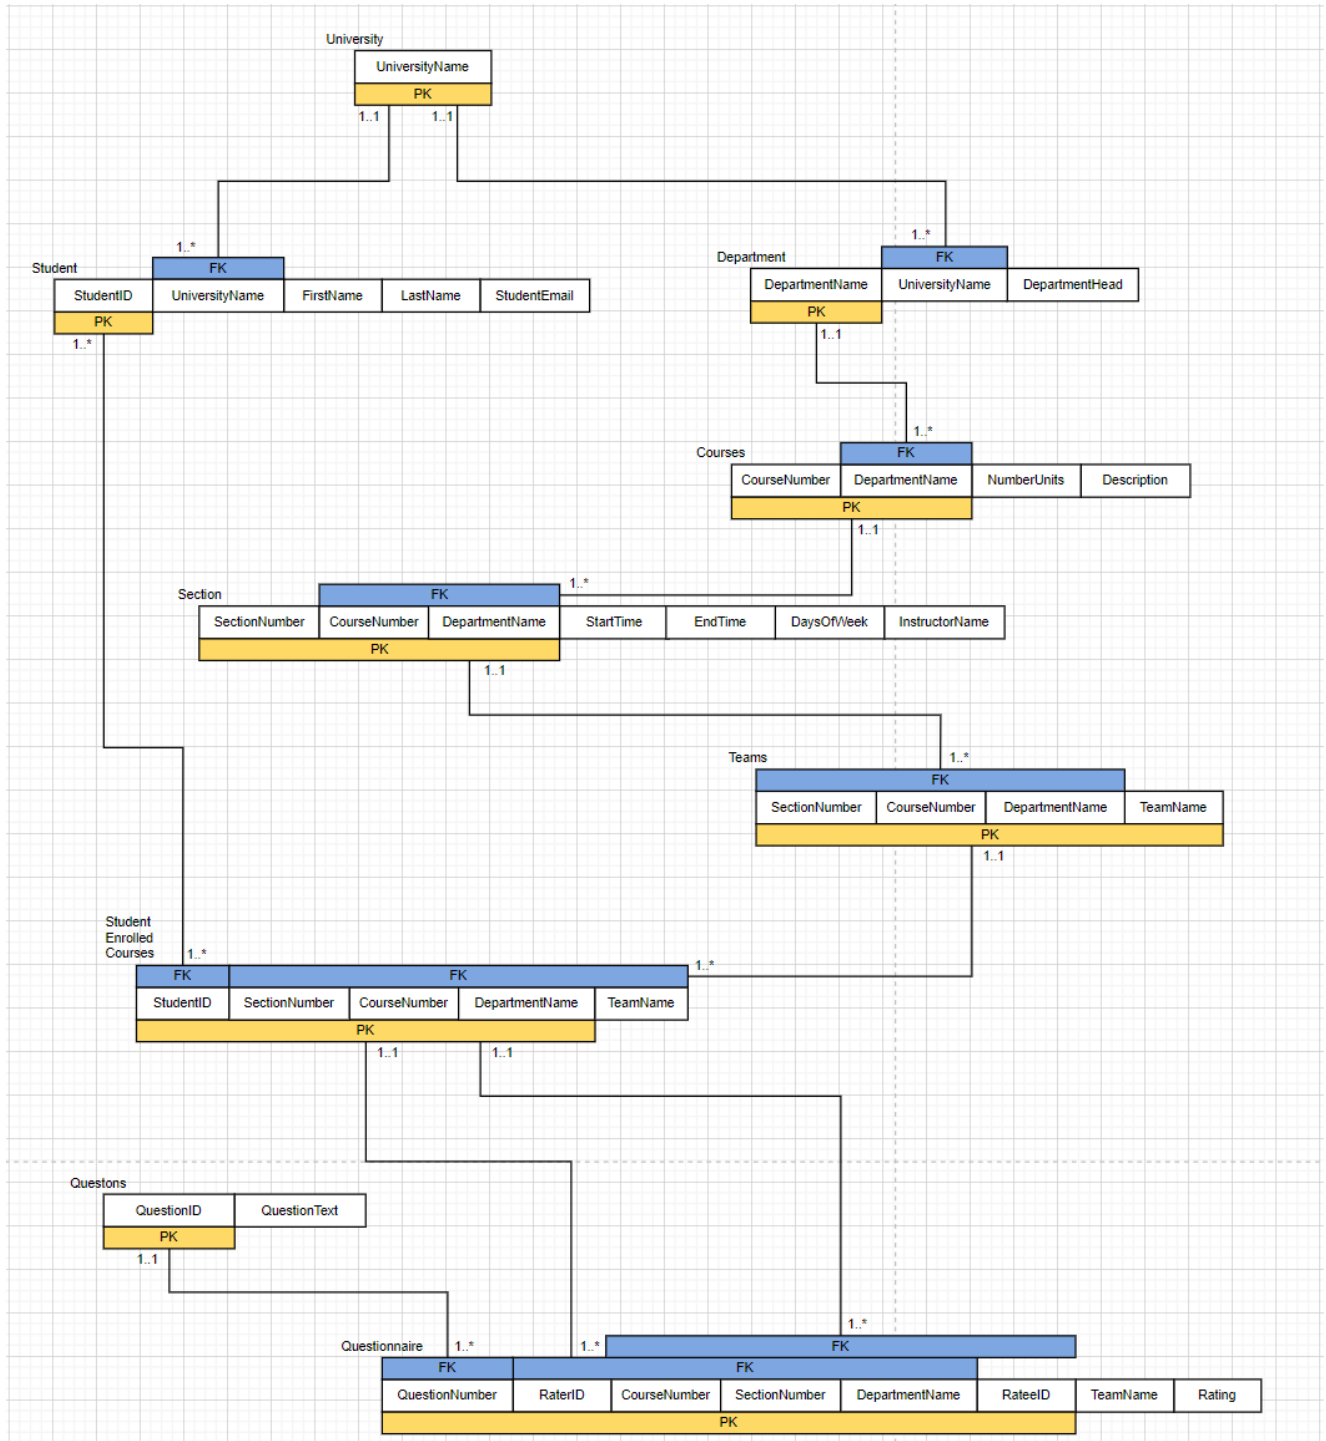 University
UniversityName
PK
1..1 1..1
1..* 1..*
Student FK Department FK
StudentID UniversityName FirstName LastName StudentEmail DepartmentName UniversityName DepartmentHead
PK PK
1..* 1..1
1..*
Courses FK
CourseNumber DepartmentName NumberUnits Description
PK
1..1
1..*
Section FK
SectionNumber CourseNumber DepartmentName StartTime EndTime DaysOfWeek InstructorName
PK
1..1
Teams 1..*
FK
SectionNumber CourseNumber DepartmentName TeamName
PK
1..1
Student
Enrolled
Courses 1..* 1..*
FK FK
StudentID SectionNumber CourseNumber DepartmentName TeamName
PK
1..1 1..1
Questons
QuestionID QuestionText
PK
1..1
1..*
Questionnaire 1..* 1..* FK
FK FK
QuestionNumber RaterID CourseNumber SectionNumber DepartmentName RateeID TeamName Rating
PK